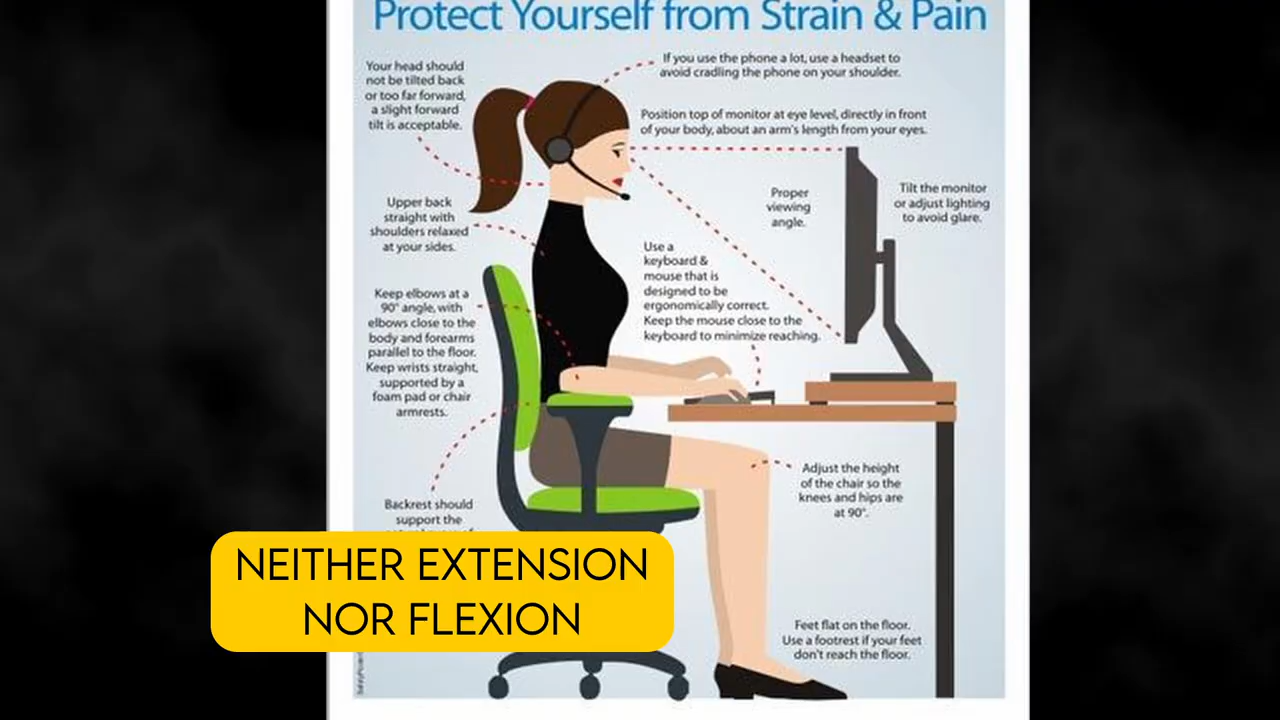 Protect Yourself from Strain & Pain
Your head should
not be tilted back
or too far forward,
a slight forward
tilt is acceptable.
If you use the phone a lot, use a headset to
avoid cradling the phone on your shoulder.
Position top of monitor at eye level, directly in front
of your body, about an arm's length from your eyes.
Proper
viewing
angle.
Tilt the monitor
or adjust lighting
to avoid glare.
Upper back
straight with
shoulders relaxed
at your sides.
Use a
keyboard &
mouse that is
designed to be
ergonomically correct.
Keep the mouse close to the
keyboard to minimize reaching.
Keep elbows at a
90° angle, with
elbows close to the
body and forearms
parallel to the floor.
Keep wrists straight,
supported by a
foam pad or chair
armrests.
Adjust the height
of the chair so the
knees and hips are
at 90°.
Backrest should
support the
NEITHER EXTENSION
NOR FLEXION
Feet flat on the floor.
Use a footrest if your feet
don't reach the floor.